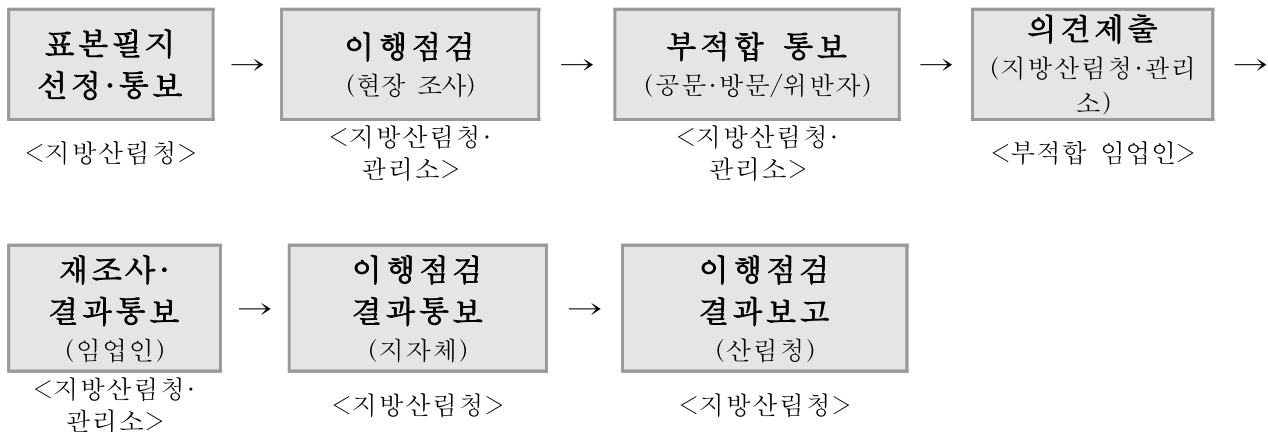 표본필지
선정·통보
<지방산림청>
→
이행점검
(현장 조사)
<지방산림청·
관리소>
→
부적합 통보
(공문·방문/위반자)
<지방산림청·
관리소>
→
의견제출
(지방산림청·관리
소)
<부적합 임업인>
→
재조사·
결과통보
(임업인)
<지방산림청·
관리소>
→
이행점검
결과통보
(지자체)
<지방산림청>
→
이행점검
결과보고
(산림청)
<지방산림청>